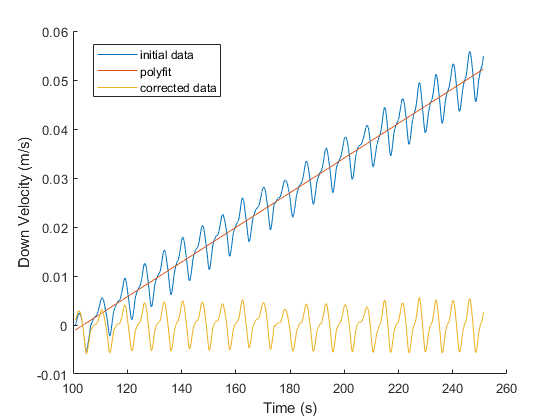 0.06
0.05
0.04
0.03
0.02
0.01
0
-0.01
Down Velocity (m/s)
initial data
polyfit
corrected data
100 120 140 160 180 200 220 240 260
Time (s)